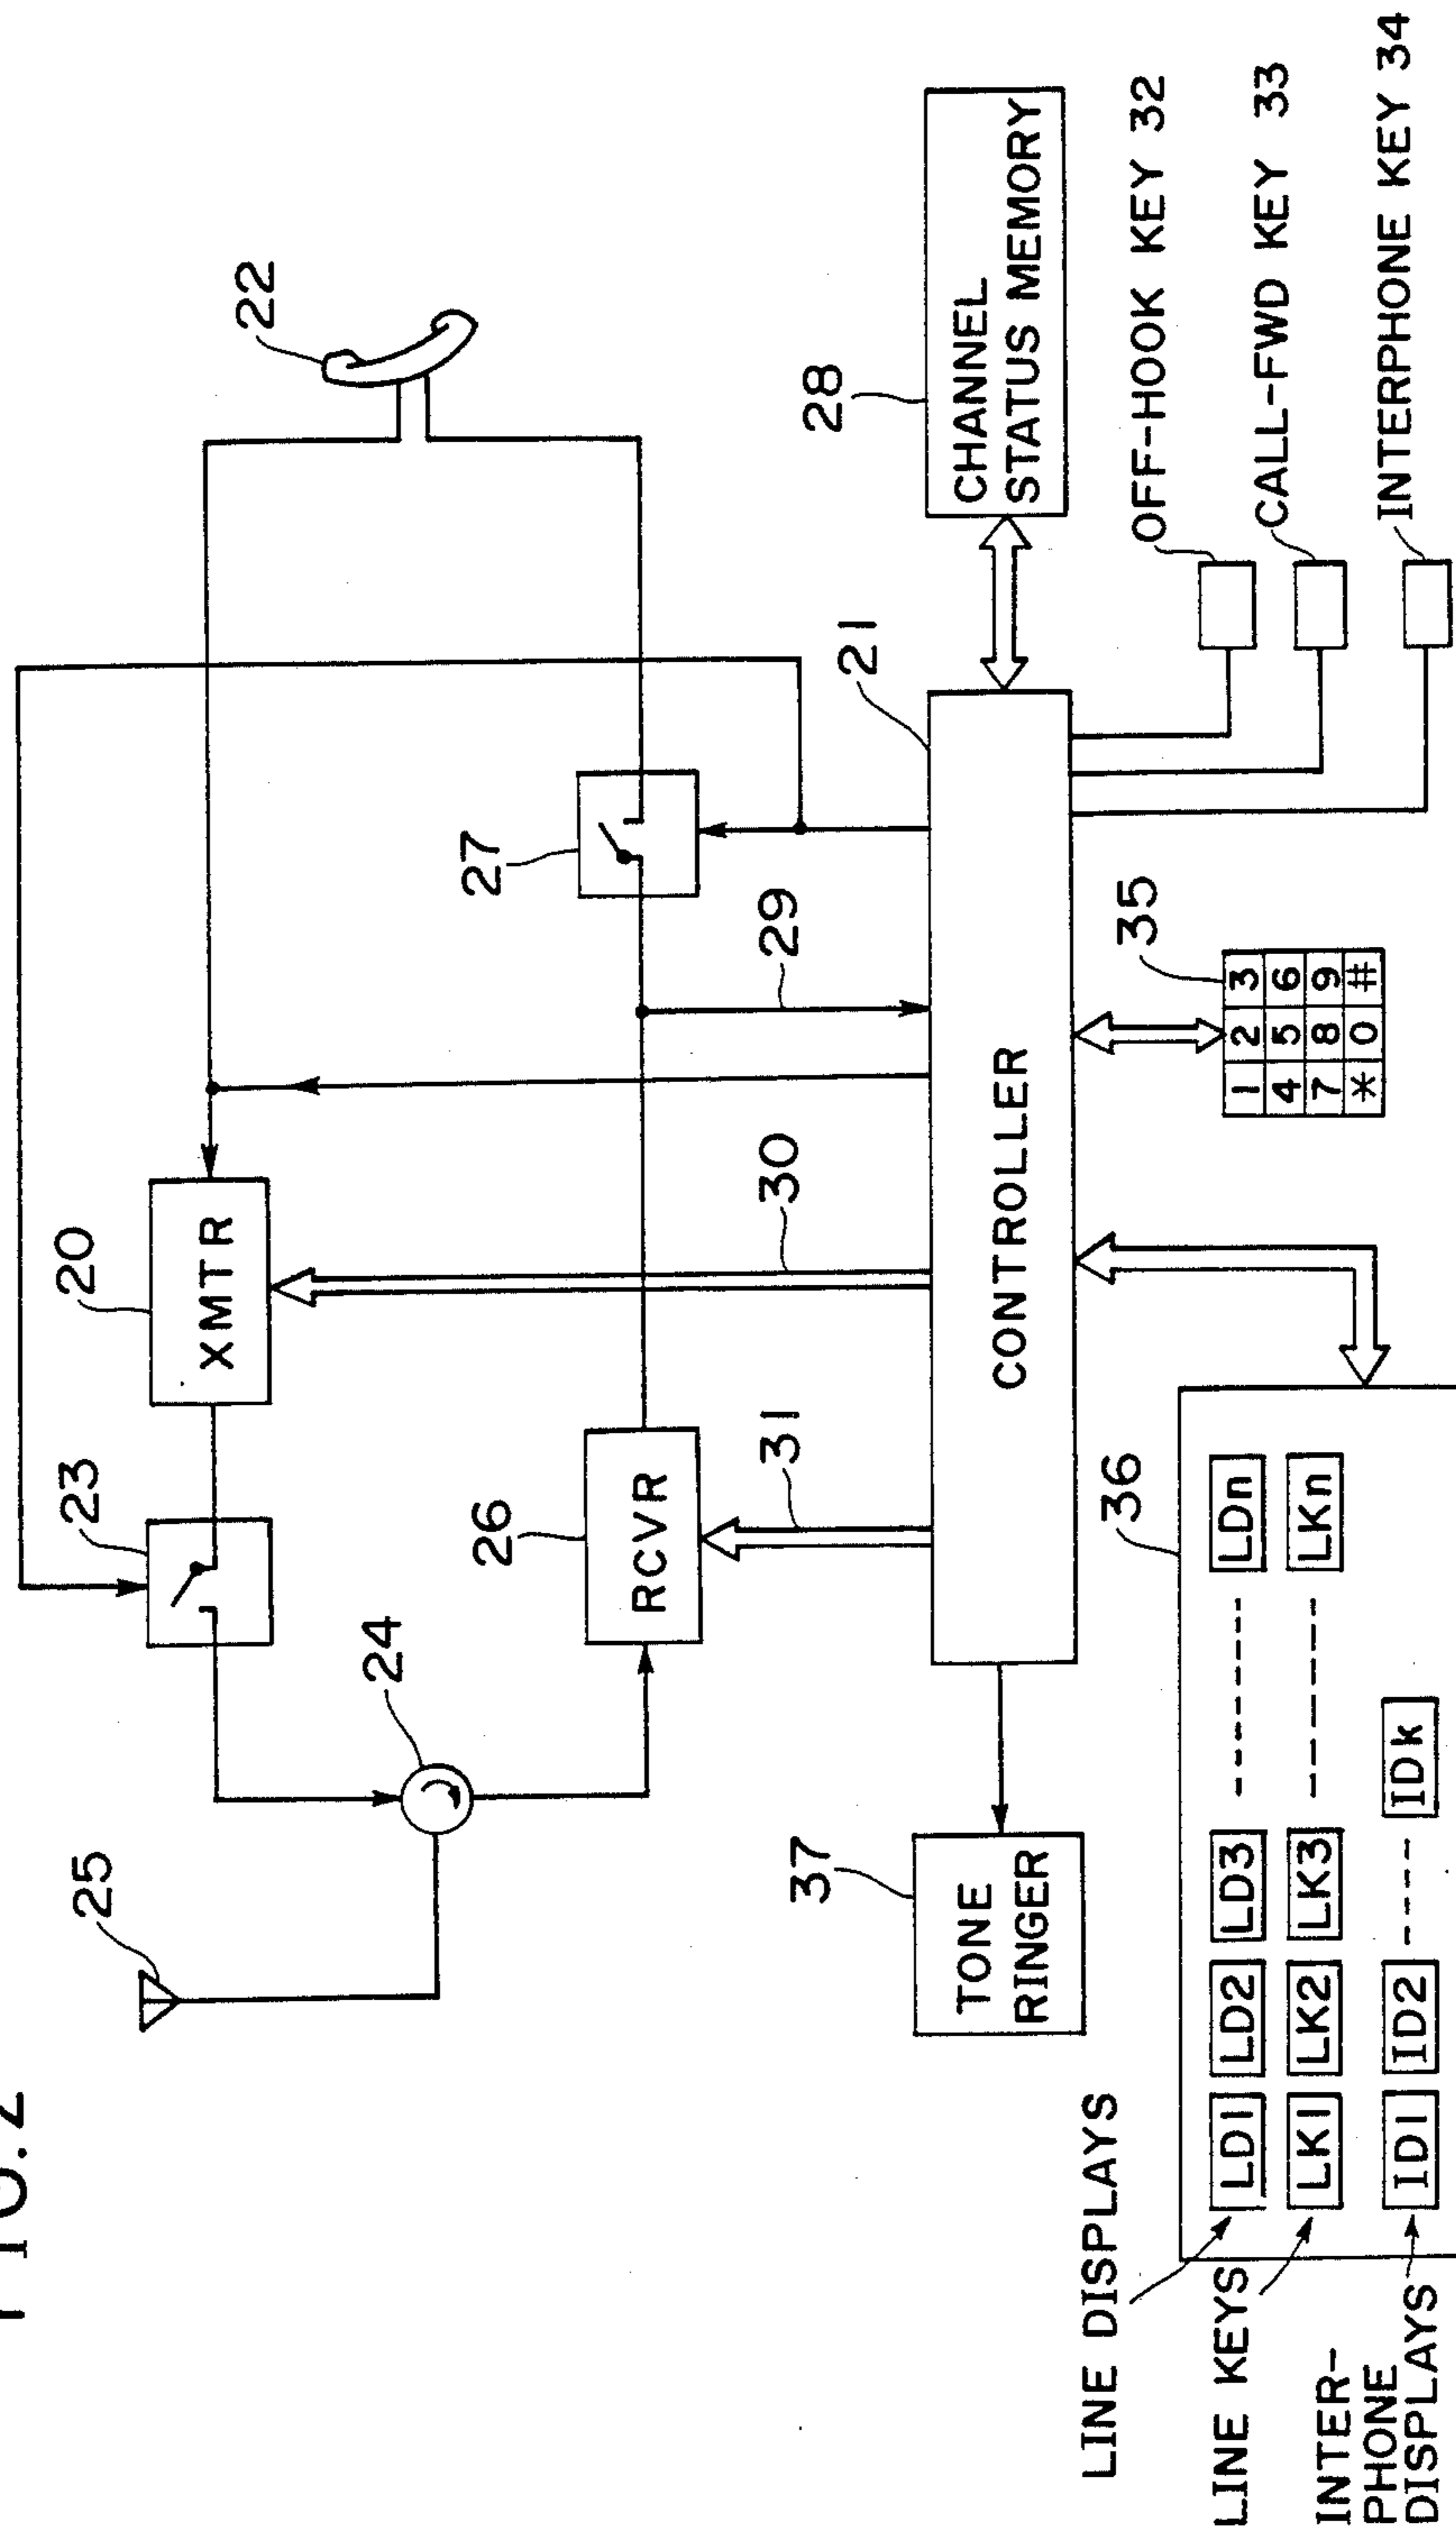 FIG. 2
25
23
20
22
24
26
27
XMTR
RCVR
31
30
29
21
28
37
TONE
RINGER
CONTROLLER
CHANNEL
STATUS MEMORY
36
35
1 2 3
4 5 6
7 8 9
* 0 #
OFF-HOOK KEY 32
CALL-FWD KEY 33
INTERPHONE KEY 34
LINE DISPLAYS
LD1 LD2 LD3 LDn
LINE KEYS
LK1 LK2 LK3 LKn
INTER-
PHONE
DISPLAYS
ID1 ID2 IDk